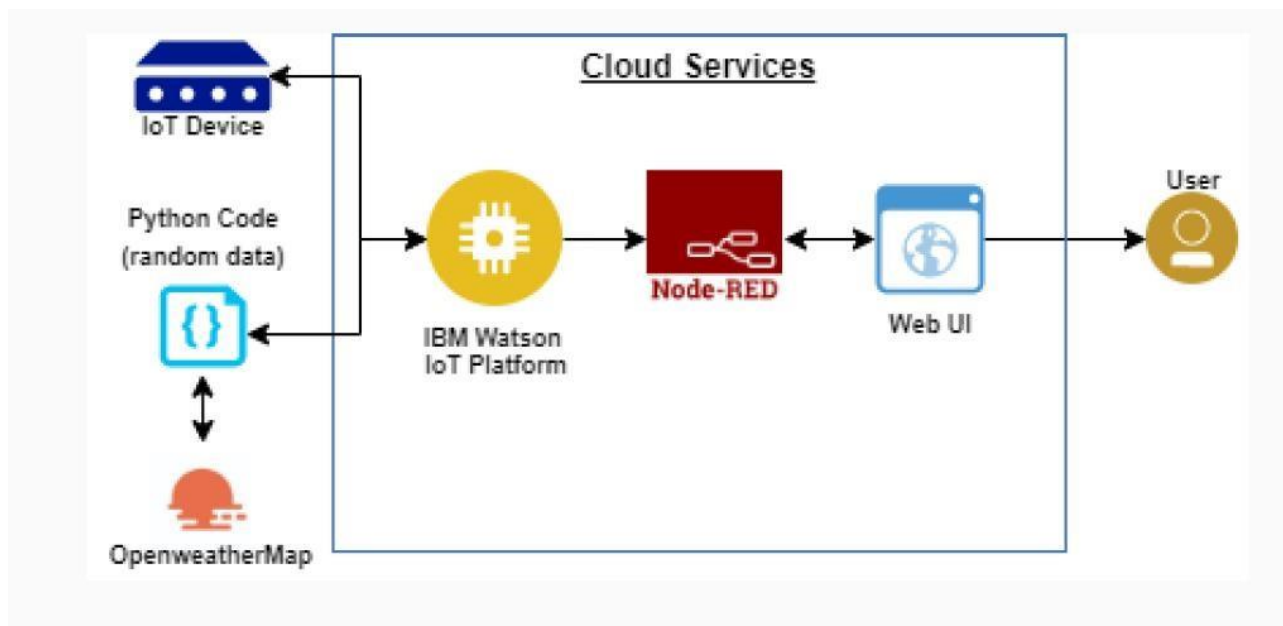 Cloud Services
IoT Device
Python Code
(random data)
OpenweatherMap
IBM Watson
IoT Platform
Node-RED
Web UI
User